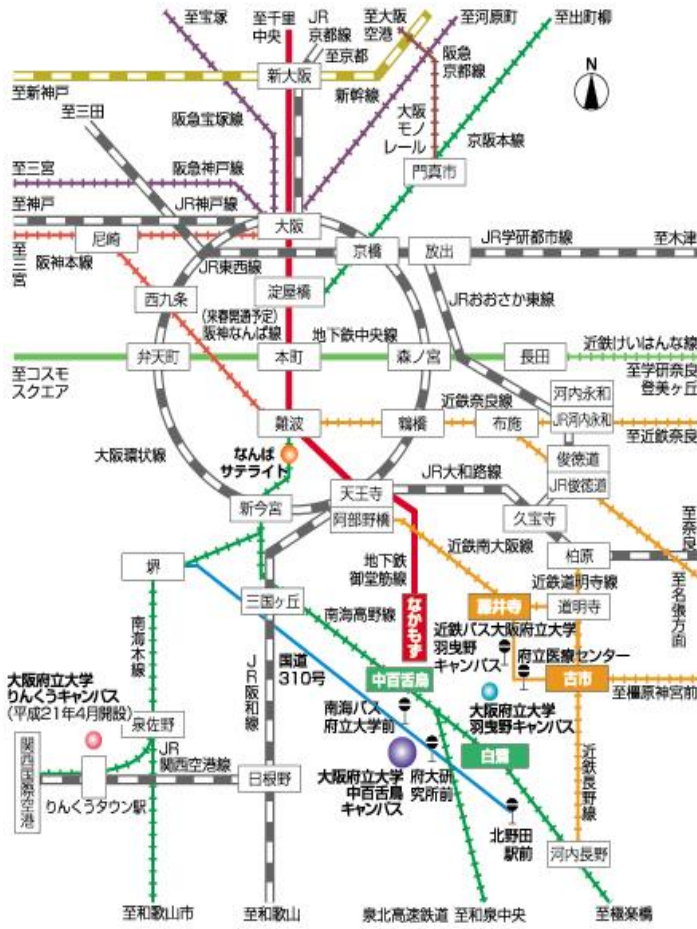 至宝塚
至千里
中央
JR
京都線
至京都
至大阪
空港
至河原町
至出町柳
阪急
京都線
新大阪
新幹線
至新神戸
N
至三田
阪急宝塚線
大阪
モノ
レール
京阪本線
門真市
至三宮
阪急神戸線
至神戸
JR神戸線
大阪
尼崎
京橋
放出
JR学研都市線
至木津
至三宮
阪神本線
JR東西線
淀屋橋
JRおおさか東線
西九条
(来春開通予定)
阪神なんば線
地下鉄中央線
近鉄けいはんな線
弁天町
本町
森ノ宮
長田
至コスモ
スクエア
至学研奈良
登美ヶ丘
河内永和
JR河内永和
近鉄奈良線
難波
鶴橋
布施
至近鉄奈良
なんば
サテライト
大阪環状線
俊徳道
JR俊徳道
JR大和路線
天王寺
新今宮
阿部野橋
久宝寺
至奈良
柏原
近鉄南大阪線
堺
地下鉄
御堂筋線
近鉄道明寺線
至名張方面
三国ヶ丘
南海高野線
なかもず
藤井寺
道明寺
南海本線
近鉄バス大阪府立大学
羽曳野
キャンパス
府立医療センター
JR阪和線
国道
310号
中百舌鳥
古市
至橿原神宮前
大阪府立大学
りんくうキャンパス
(平成21年4月開設)
南海バス
府立大学前
大阪府立大学
羽曳野キャンパス
泉佐野
白鷺
近鉄長野線
関西国際空港
JR
関西空港線
日根野
大阪府立大学
中百舌鳥
キャンパス
府大研
究所前
りんくうタウン駅
北野田
駅前
河内長野
至和歌山市
至和歌山
泉北高速鉄道
至和泉中央
至極楽橋